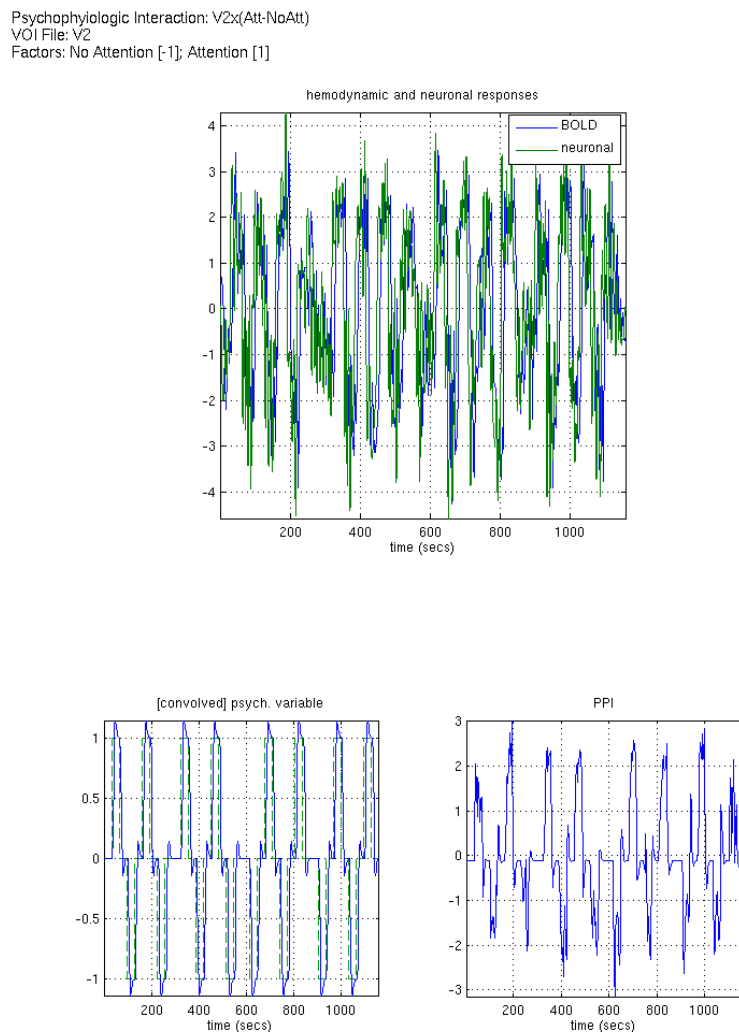 Psychophyiologic Interaction: V2x(Att-NoAtt)
VOI File: V2
Factors: No Attention [-1]; Attention [1]
hemodynamic and neuronal responses
BOLD
neuronal
4
3
2
1
0
-1
-2
-3
-4
200 400 600 800 1000
time (secs)
[convolved] psych. variable
1
0.5
0
-0.5
-1
200 400 600 800 1000
time (secs)
PPI
3
2
1
0
-1
-2
-3
200 400 600 800 1000
time (secs)